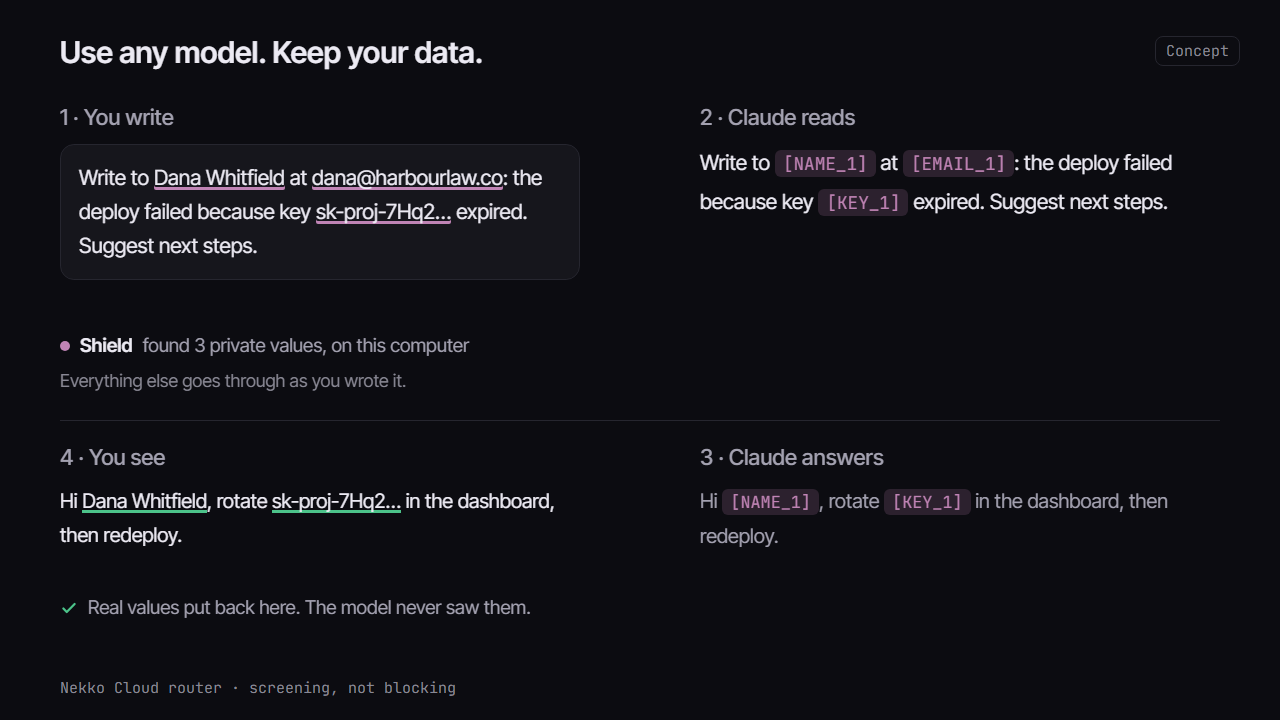 Use any model. Keep your data.
Concept
1 · You write
Write to Dana Whitfield at dana@harbourlaw.co: the
deploy failed because key sk-proj-7Hq2… expired.
Suggest next steps.
2 · Claude reads
Write to [NAME_1] at [EMAIL_1]: the deploy failed
because key [KEY_1] expired. Suggest next steps.
Shield found 3 private values, on this computer
Everything else goes through as you wrote it.
4 · You see
Hi Dana Whitfield, rotate sk-proj-7Hq2… in the dashboard,
then redeploy.
3 · Claude answers
Hi [NAME_1], rotate [KEY_1] in the dashboard, then
redeploy.
Real values put back here. The model never saw them.
Nekko Cloud router · screening, not blocking